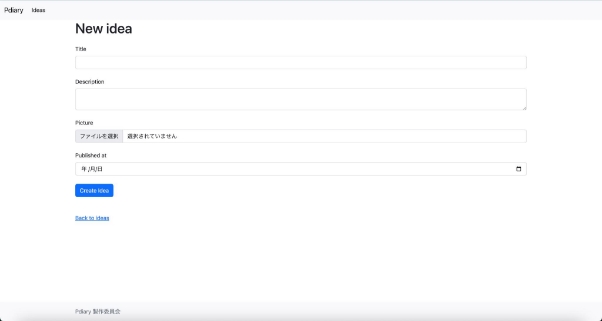 Pdiary Ideas
New idea
Title
Description
Picture
ファイルを選択 選択されていません
Published at
年 /月/日
Create Idea
Back to ideas
Pdiary 製作委員会